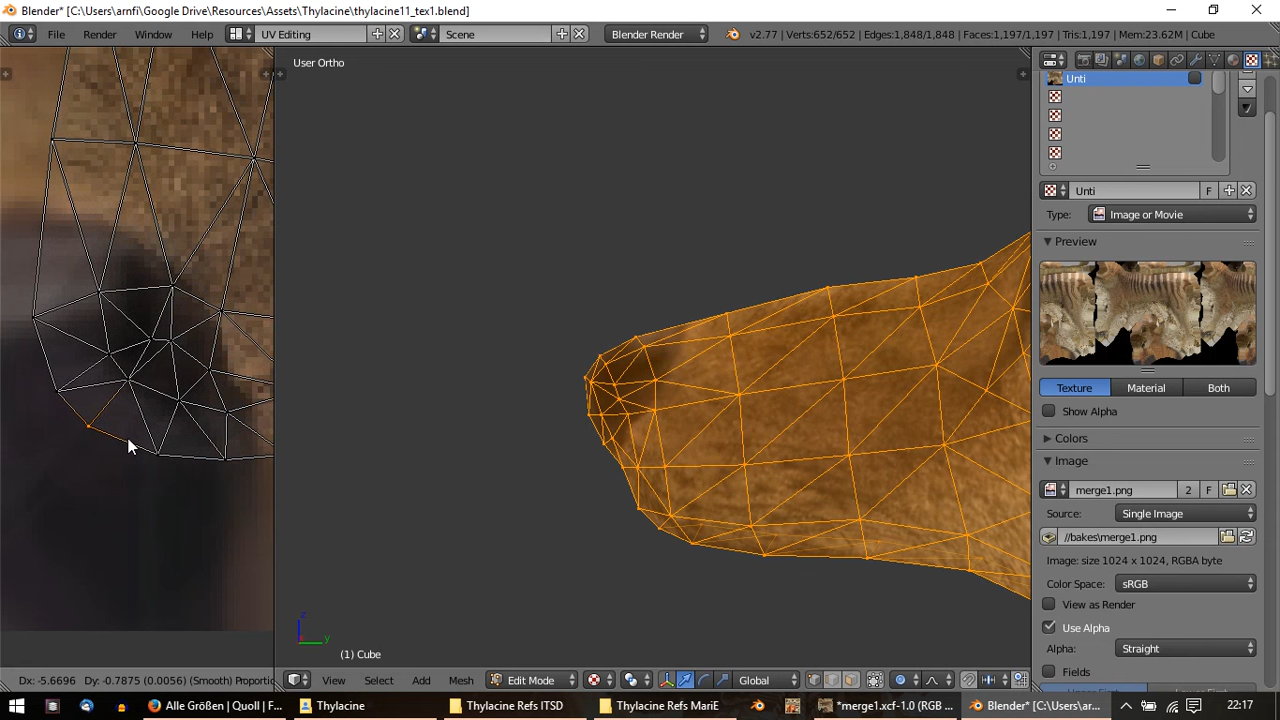 Blender* [C:\Users\arnfi\Google Drive\Resources\Assets\Thylacine\thylacine11_tex1.blend]
File Render Window Help UV Editing Scene Blender Render v2.77 | Verts:652/652 | Edges:1,848/1,848 | Faces:1,197/1,197 | Tris:1,197 | Mem:23.62M | Cube
User Ortho
Unti
Unti F
Type: Image or Movie
Preview
Texture Material Both
Show Alpha
Colors
Image
merge1.png 2 F
Source: Single Image
//bakes\merge1.png
Image: size 1024 x 1024, RGBA byte
Color Space: sRGB
View as Render
Use Alpha
Alpha: Straight
Fields
z
y
(1) Cube
Dx: -5.6696 Dy: -0.7875 (0.0056) (Smooth) Proportio
View Select Add Mesh Edit Mode Global
Alle Größen | Quoll | F... Thylacine Thylacine Refs ITSD Thylacine Refs MariE *merge1.xcf-1.0 (RGB ... Blender* [C:\Users\ar... 22:17